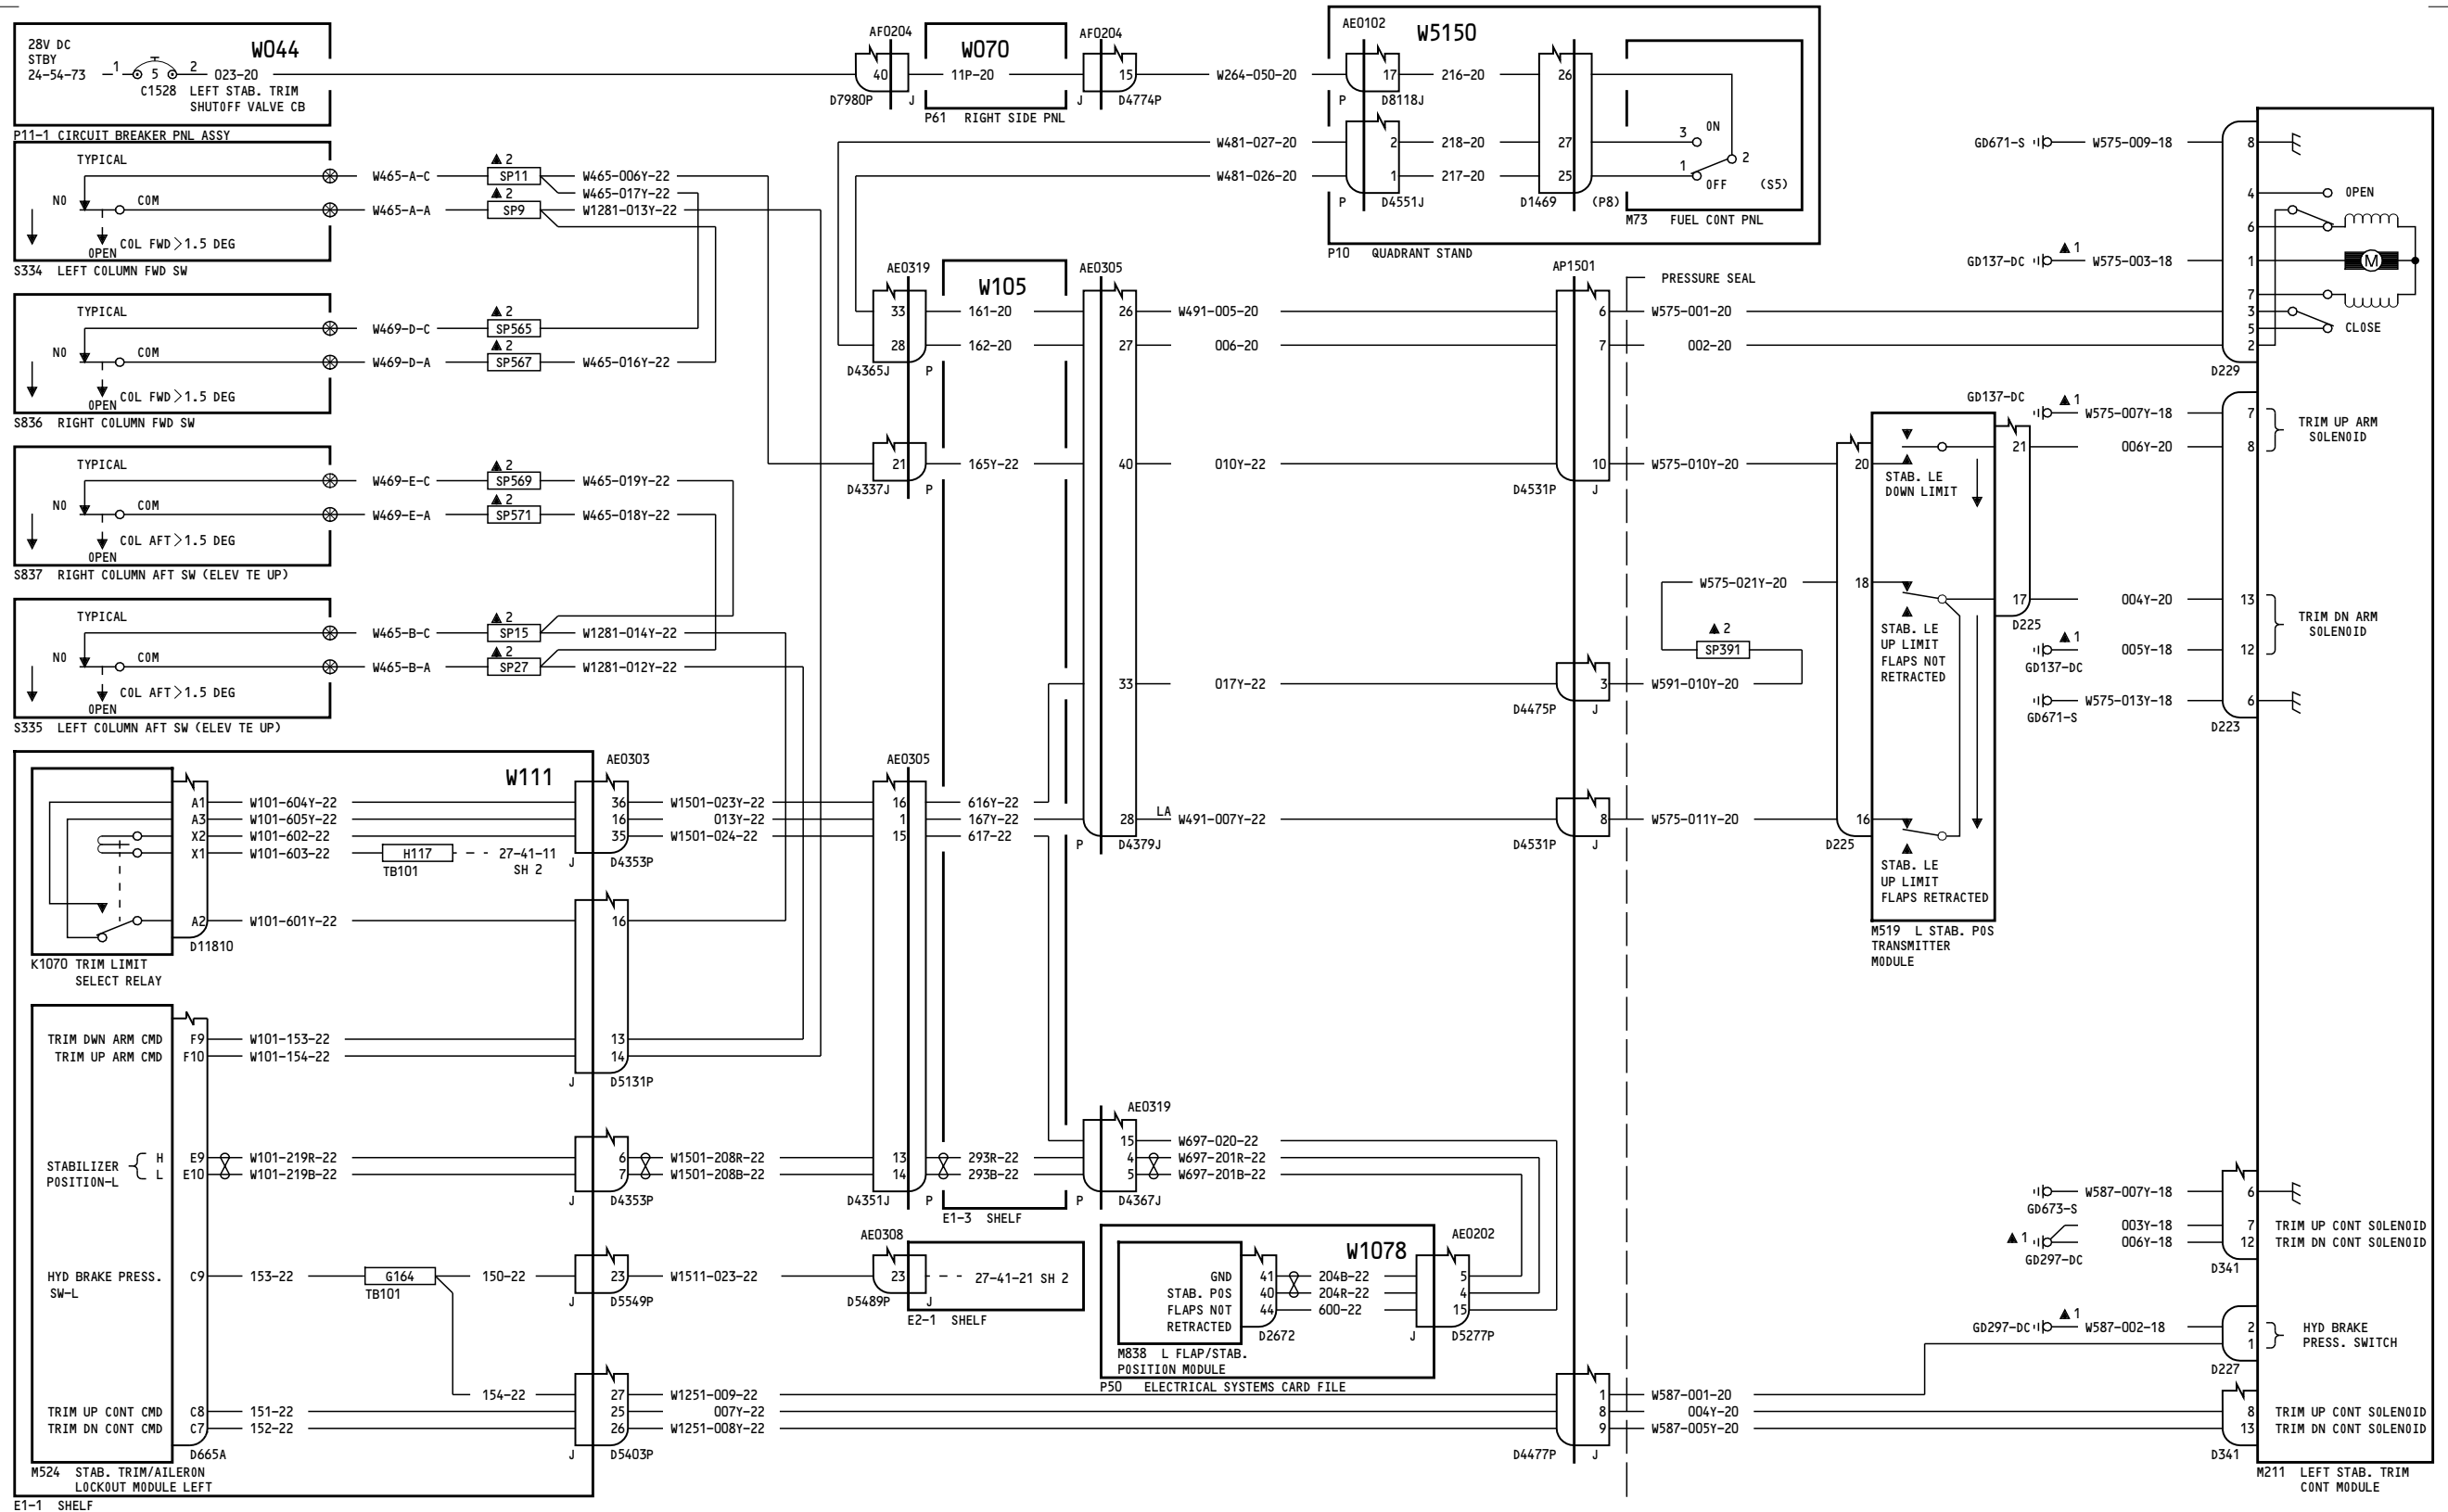 28V DC
STBY
24-54-73
1
5
2
023-20
W044
C1528 LEFT STAB. TRIM
SHUTOFF VALVE CB
P11-1 CIRCUIT BREAKER PNL ASSY
AF0204
40
D7980P J
W070
11P-20
P61 RIGHT SIDE PNL
AF0204
15
J D4774P
W264-050-20
AE0102
W5150
17
P D8118J
216-20
26
W481-027-20
2
218-20
27
W481-026-20
1
217-20
25
P D4551J
D1469 (P8)
3 ON
2
1
OFF (S5)
M73 FUEL CONT PNL
P10 QUADRANT STAND
TYPICAL
NO COM
OPEN
COL FWD>1.5 DEG
S334 LEFT COLUMN FWD SW
W465-A-C
▲2
SP11
W465-006Y-22
W465-017Y-22
W465-A-A
▲2
SP9
W1281-013Y-22
TYPICAL
NO COM
OPEN
COL FWD>1.5 DEG
S836 RIGHT COLUMN FWD SW
W469-D-C
▲2
SP565
W469-D-A
▲2
SP567
W465-016Y-22
TYPICAL
NO COM
OPEN
COL AFT>1.5 DEG
S837 RIGHT COLUMN AFT SW (ELEV TE UP)
W469-E-C
▲2
SP569
W465-019Y-22
W469-E-A
▲2
SP571
W465-018Y-22
TYPICAL
NO COM
OPEN
COL AFT>1.5 DEG
S335 LEFT COLUMN AFT SW (ELEV TE UP)
W465-B-C
▲2
SP15
W1281-014Y-22
W465-B-A
▲2
SP27
W1281-012Y-22
AE0319
33
28
D4365J P
21
D4337J P
W105
161-20
162-20
165Y-22
AE0305
26
27
40
33
28
P D4379J
W491-005-20
006-20
010Y-22
017Y-22
LA W491-007Y-22
AP1501
6
7
10
D4531P J
3
D4475P J
8
D4531P J
PRESSURE SEAL
W575-001-20
002-20
W575-010Y-20
W575-021Y-20
▲2
SP391
W591-010Y-20
W575-011Y-20
20
18
16
D225
STAB. LE
DOWN LIMIT
STAB. LE
UP LIMIT
FLAPS NOT
RETRACTED
STAB. LE
UP LIMIT
FLAPS RETRACTED
M519 L STAB. POS
TRANSMITTER
MODULE
21
17
D225
GD671-S W575-009-18
8
4 OPEN
6
GD137-DC ▲1 W575-003-18
1
M
7
3
5 CLOSE
2
D229
GD137-DC ▲1 W575-007Y-18
7
006Y-20
8
TRIM UP ARM
SOLENOID
004Y-20
13
▲1
GD137-DC
005Y-18
12
TRIM DN ARM
SOLENOID
W575-013Y-18
GD671-S
6
D223
W111
AE0303
A1 W101-604Y-22
A3 W101-605Y-22
X2 W101-602-22
X1 W101-603-22
H117
TB101
27-41-11
SH 2
A2 W101-601Y-22
D11810
K1070 TRIM LIMIT
SELECT RELAY
36
16
35
J D4353P
W1501-023Y-22
013Y-22
W1501-024-22
AE0305
16
1
15
616Y-22
167Y-22
617-22
16
13
14
J D5131P
TRIM DWN ARM CMD F9 W101-153-22
TRIM UP ARM CMD F10 W101-154-22
STABILIZER
POSITION-L
H E9 W101-219R-22
L E10 W101-219B-22
6
7
J D4353P
W1501-208R-22
W1501-208B-22
13
14
D4351J P
293R-22
293B-22
E1-3 SHELF
AE0319
15
4
5
P D4367J
W697-020-22
W697-201R-22
W697-201B-22
HYD BRAKE PRESS.
SW-L
C9 153-22
G164
TB101
150-22
23
J D5549P
W1511-023-22
AE0308
23
D5489P J
27-41-21 SH 2
E2-1 SHELF
W1078
AE0202
GND 41 204B-22 5
STAB. POS 40 204R-22 4
FLAPS NOT
RETRACTED
44 600-22 15
D2672
J D5277P
M838 L FLAP/STAB.
POSITION MODULE
P50 ELECTRICAL SYSTEMS CARD FILE
154-22 27 W1251-009-22
TRIM UP CONT CMD C8 151-22 25 007Y-22
TRIM DN CONT CMD C7 152-22 26 W1251-008Y-22
D665A
J D5403P
M524 STAB. TRIM/AILERON
LOCKOUT MODULE LEFT
E1-1 SHELF
1
8
9
D4477P J
W587-001-20
004Y-20
W587-005Y-20
W587-007Y-18
GD673-S
6
003Y-18 7 TRIM UP CONT SOLENOID
▲1 006Y-18 12 TRIM DN CONT SOLENOID
GD297-DC
D341
▲1
GD297-DC W587-002-18
2
1
HYD BRAKE
PRESS. SWITCH
D227
8 TRIM UP CONT SOLENOID
13 TRIM DN CONT SOLENOID
D341
M211 LEFT STAB. TRIM
CONT MODULE